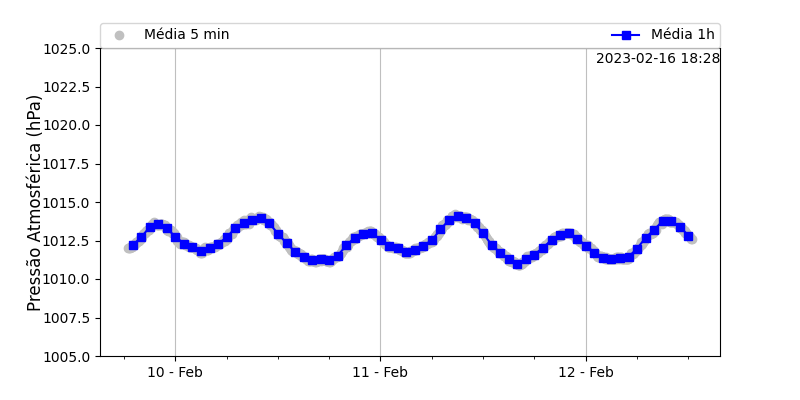 Média 5 min
Média 1h
2023-02-16 18:28
Pressão Atmosférica (hPa)
1025.0
1022.5
1020.0
1017.5
1015.0
1012.5
1010.0
1007.5
1005.0
10 - Feb
11 - Feb
12 - Feb